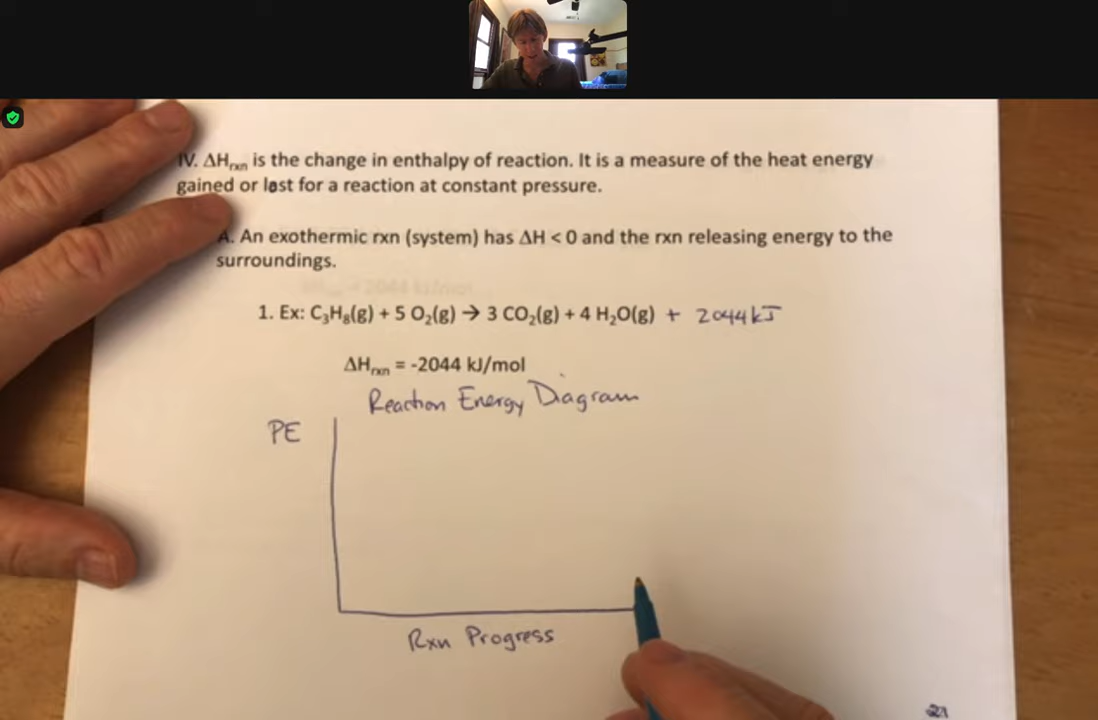 IV. ΔHrxn is the change in enthalpy of reaction. It is a measure of the heat energy
gained or lost for a reaction at constant pressure.
A. An exothermic rxn (system) has ΔH < 0 and the rxn releasing energy to the
surroundings.
1. Ex: C₃H₈(g) + 5 O₂(g) → 3 CO₂(g) + 4 H₂O(g) + 2044 kJ
ΔHrxn = -2044 kJ/mol
Reaction Energy Diagram
PE
Rxn Progress
21